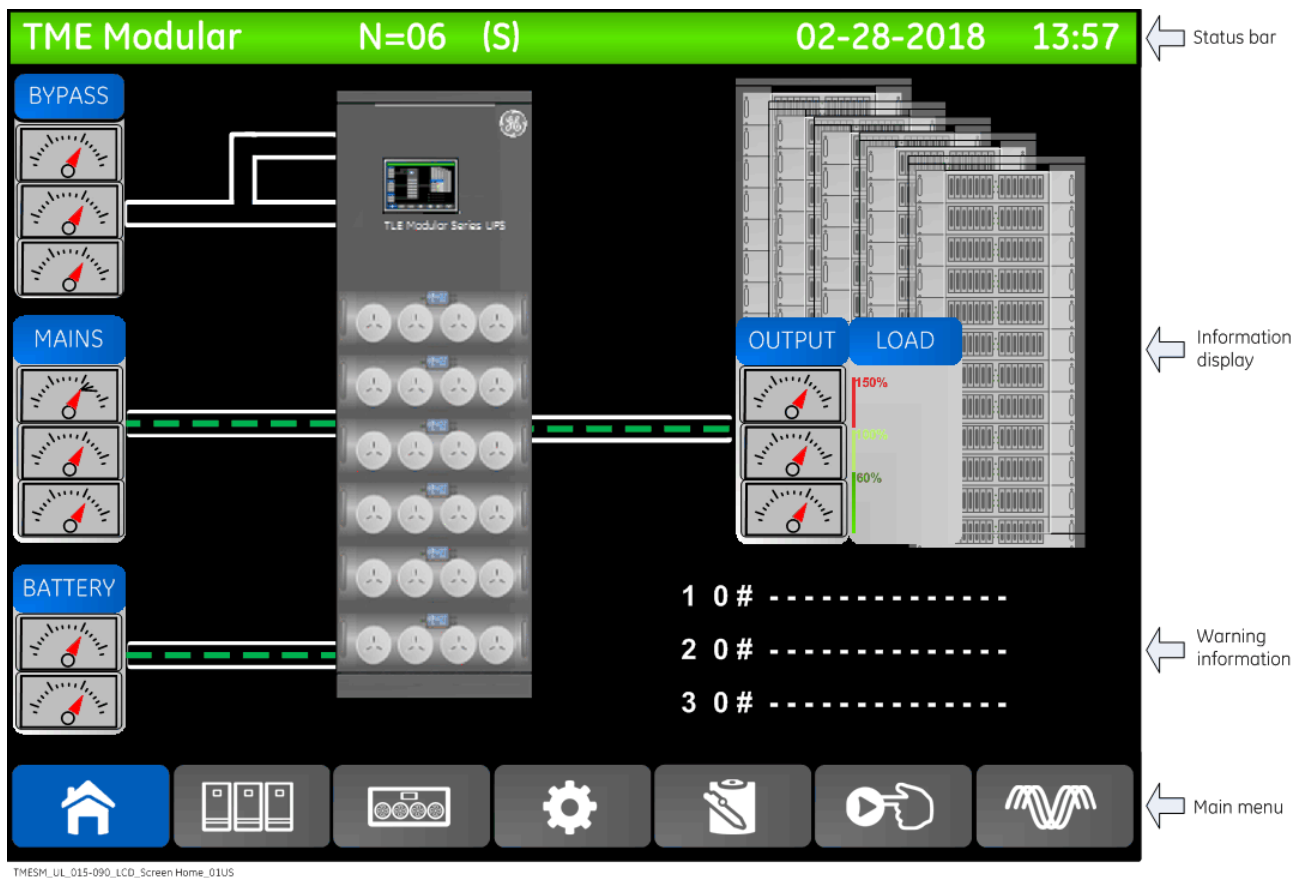 TME Modular N=06 (S) 02-28-2018 13:57
Status bar
BYPASS
TLE Modular Series UPS
MAINS
OUTPUT LOAD
Information
display
150%
100%
60%
BATTERY
1 0# --------------
Warning
information
2 0# --------------
3 0# --------------
Main menu
TMESM_UL_015-090_LCD_Screen Home_01US